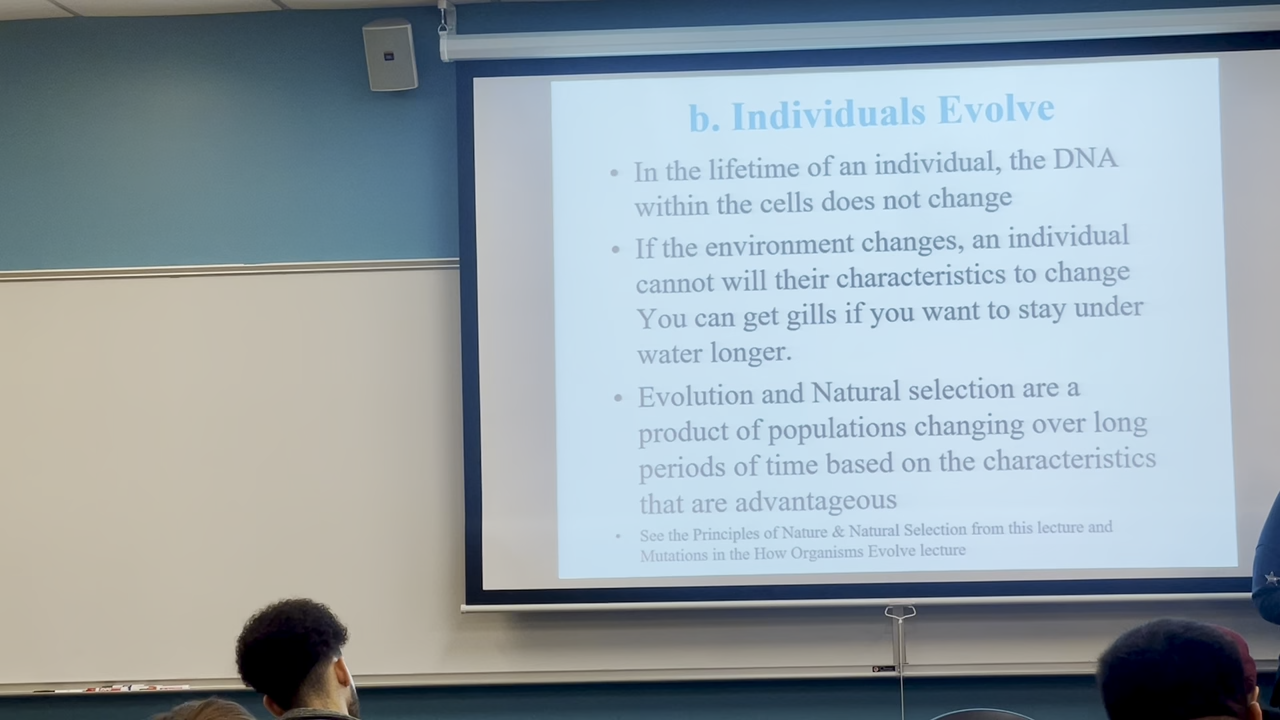 b. Individuals Evolve
• In the lifetime of an individual, the DNA
within the cells does not change
• If the environment changes, an individual
cannot will their characteristics to change
You can get gills if you want to stay under
water longer.
• Evolution and Natural selection are a
product of populations changing over long
periods of time based on the characteristics
that are advantageous
• See the Principles of Nature & Natural Selection from this lecture and
Mutations in the How Organisms Evolve lecture